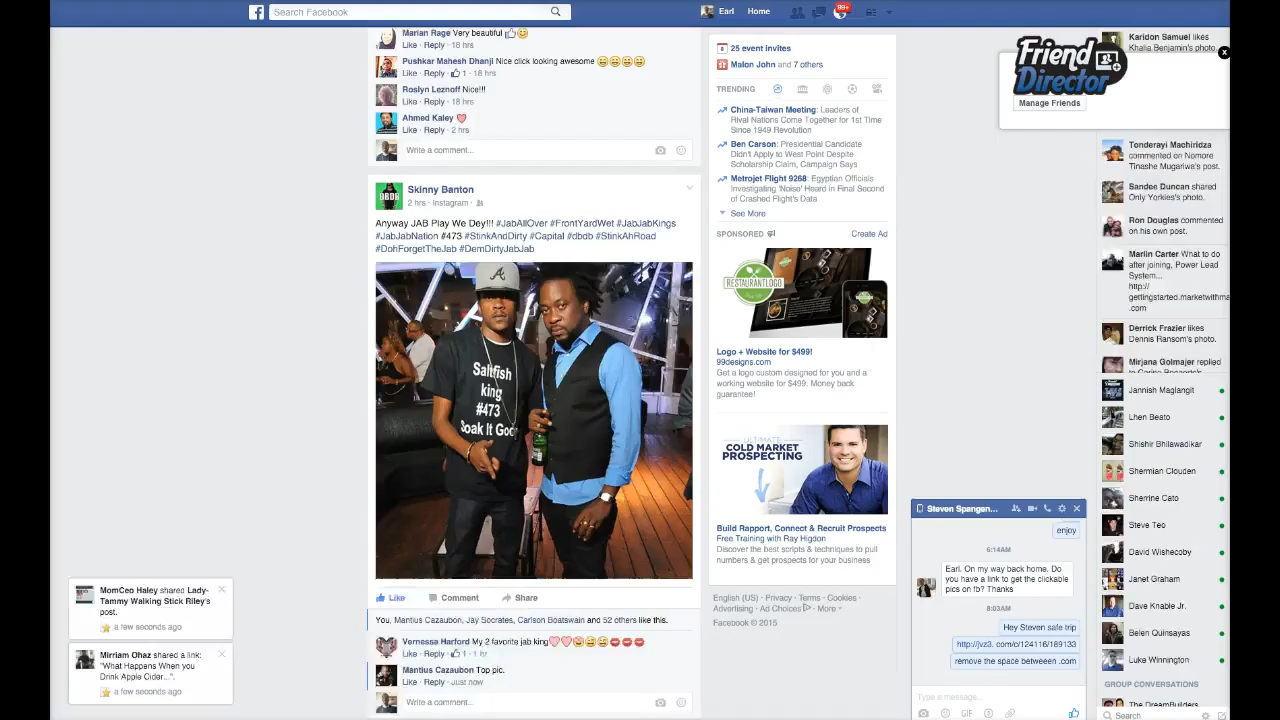 Search Facebook
Earl
Home
99+
Marian Rage Very beautiful
Like · Reply · 18 hrs
Pushkar Mahesh Dhanji Nice click looking awesome
Like · Reply · 1 · 18 hrs
Roslyn Leznoff Nice!!!
Like · Reply · 18 hrs
Ahmed Kaley
Like · Reply · 2 hrs
Write a comment...
Skinny Banton
2 hrs · Instagram ·
Anyway JAB Play We Dey!!! #JabAllOver #FrontYardWet #JabJabKings
#JabJabNation #473 #StinkAndDirty #Capital #dbdb #StinkAhRoad
#DohForgetTheJab #DemDirtyJabJab
A
Saltfish
king
#473
Soak It God
Like
Comment
Share
You, Mantius Cazaubon, Jay Socrates, Carlson Boatswain and 52 others like this.
Vernessa Harford My 2 favorite jab king
Like · Reply · 1 · 1 hr
Mantius Cazaubon Top pic.
Like · Reply · Just now
Write a comment...
MomCeo Haley shared Lady-
Tammy Walking Stick Riley's
post.
a few seconds ago
Mirriam Ohaz shared a link:
"What Happens When you
Drink Apple Cider...".
a few seconds ago
25 event invites
Malon John and 7 others
TRENDING
China-Taiwan Meeting: Leaders of
Rival Nations Come Together for 1st Time
Since 1949 Revolution
Ben Carson: Presidential Candidate
Didn't Apply to West Point Despite
Scholarship Claim, Campaign Says
Metrojet Flight 9268: Egyptian Officials
Investigating 'Noise' Heard in Final Second
of Crashed Flight's Data
See More
SPONSORED
Create Ad
RESTAURANTLOGO
Logo + Website for $499!
99designs.com
Get a logo custom designed for you and a
working website for $499. Money back
guarantee!
ULTIMATE
COLD MARKET
PROSPECTING
Build Rapport, Connect & Recruit Prospects
Free Training with Ray Higdon
Discover the best scripts & techniques to pull
numbers & get prospects for your business
English (US) · Privacy · Terms · Cookies ·
Advertising · Ad Choices · More
Facebook © 2015
Steven Spangen...
enjoy
6:14AM
Earl. On my way back home. Do
you have a link to get the clickable
pics on fb? Thanks
8:03AM
Hey Steven safe trip
http://jvz3. com/c/124116/189133
remove the space betweeen .com
Type a message...
GIF
Karidon Samuel likes
Khalia Benjamin's photo.
Friend
Director
Manage Friends
x
Tonderayi Machiridza
commented on Nomore
Tinashe Mugariwa's post.
Sandee Duncan shared
Only Yorkies's photo.
Ron Douglas commented
on his own post.
Marlin Carter What to do
after joining, Power Lead
System...
http://
gettingstarted.marketwithma
.com
Derrick Frazier likes
Dennis Ransom's photo.
Mirjana Golmajer replied
Jannish Maglangit
Lhen Beato
Shishir Bhilawadikar
Shermian Clouden
Sherrine Cato
Steve Teo
David Wishecoby
Janet Graham
Dave Knable Jr.
Belen Quinsayas
Luke Winnington
GROUP CONVERSATIONS
The DreamBuilders
Search